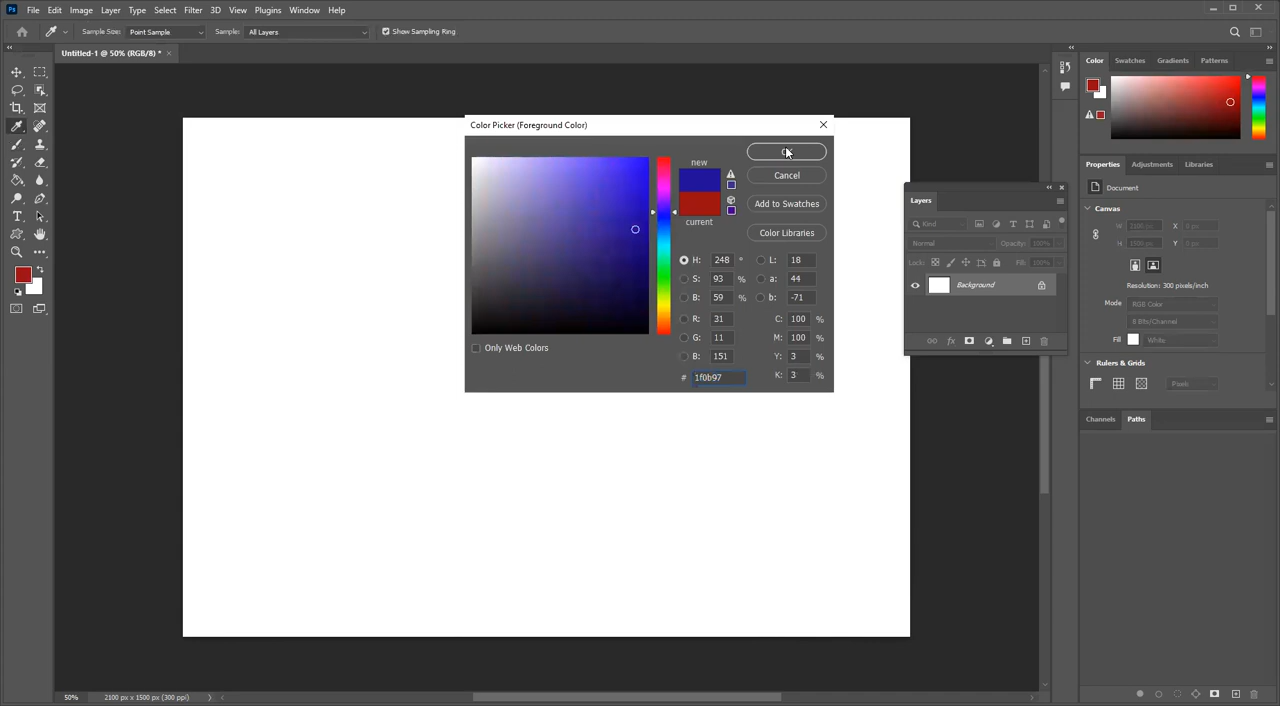 Ps File Edit Image Layer Type Select Filter 3D View Plugins Window Help
Sample Size: Point Sample Sample: All Layers Show Sampling Ring
Untitled-1 @ 50% (RGB/8) * ×
Color Swatches Gradients Patterns
Color Picker (Foreground Color)
new
current
Cancel
Add to Swatches
Color Libraries
H: 248 ° L: 18
S: 93 % a: 44
B: 59 % b: -71
R: 31 C: 100 %
G: 11 M: 100 %
B: 151 Y: 3 %
# 1f0b97 K: 3 %
Only Web Colors
Layers
Kind
Normal Opacity: 100%
Lock: Fill: 100%
Background
Properties Adjustments Libraries
Document
Canvas
W 2100 px X 0 px
H 1500 px Y 0 px
Resolution: 300 pixels/inch
Mode RGB Color
8 Bits/Channel
Fill White
Rulers & Grids
Pixels
Channels Paths
50% 2100 px x 1500 px (300 ppi)